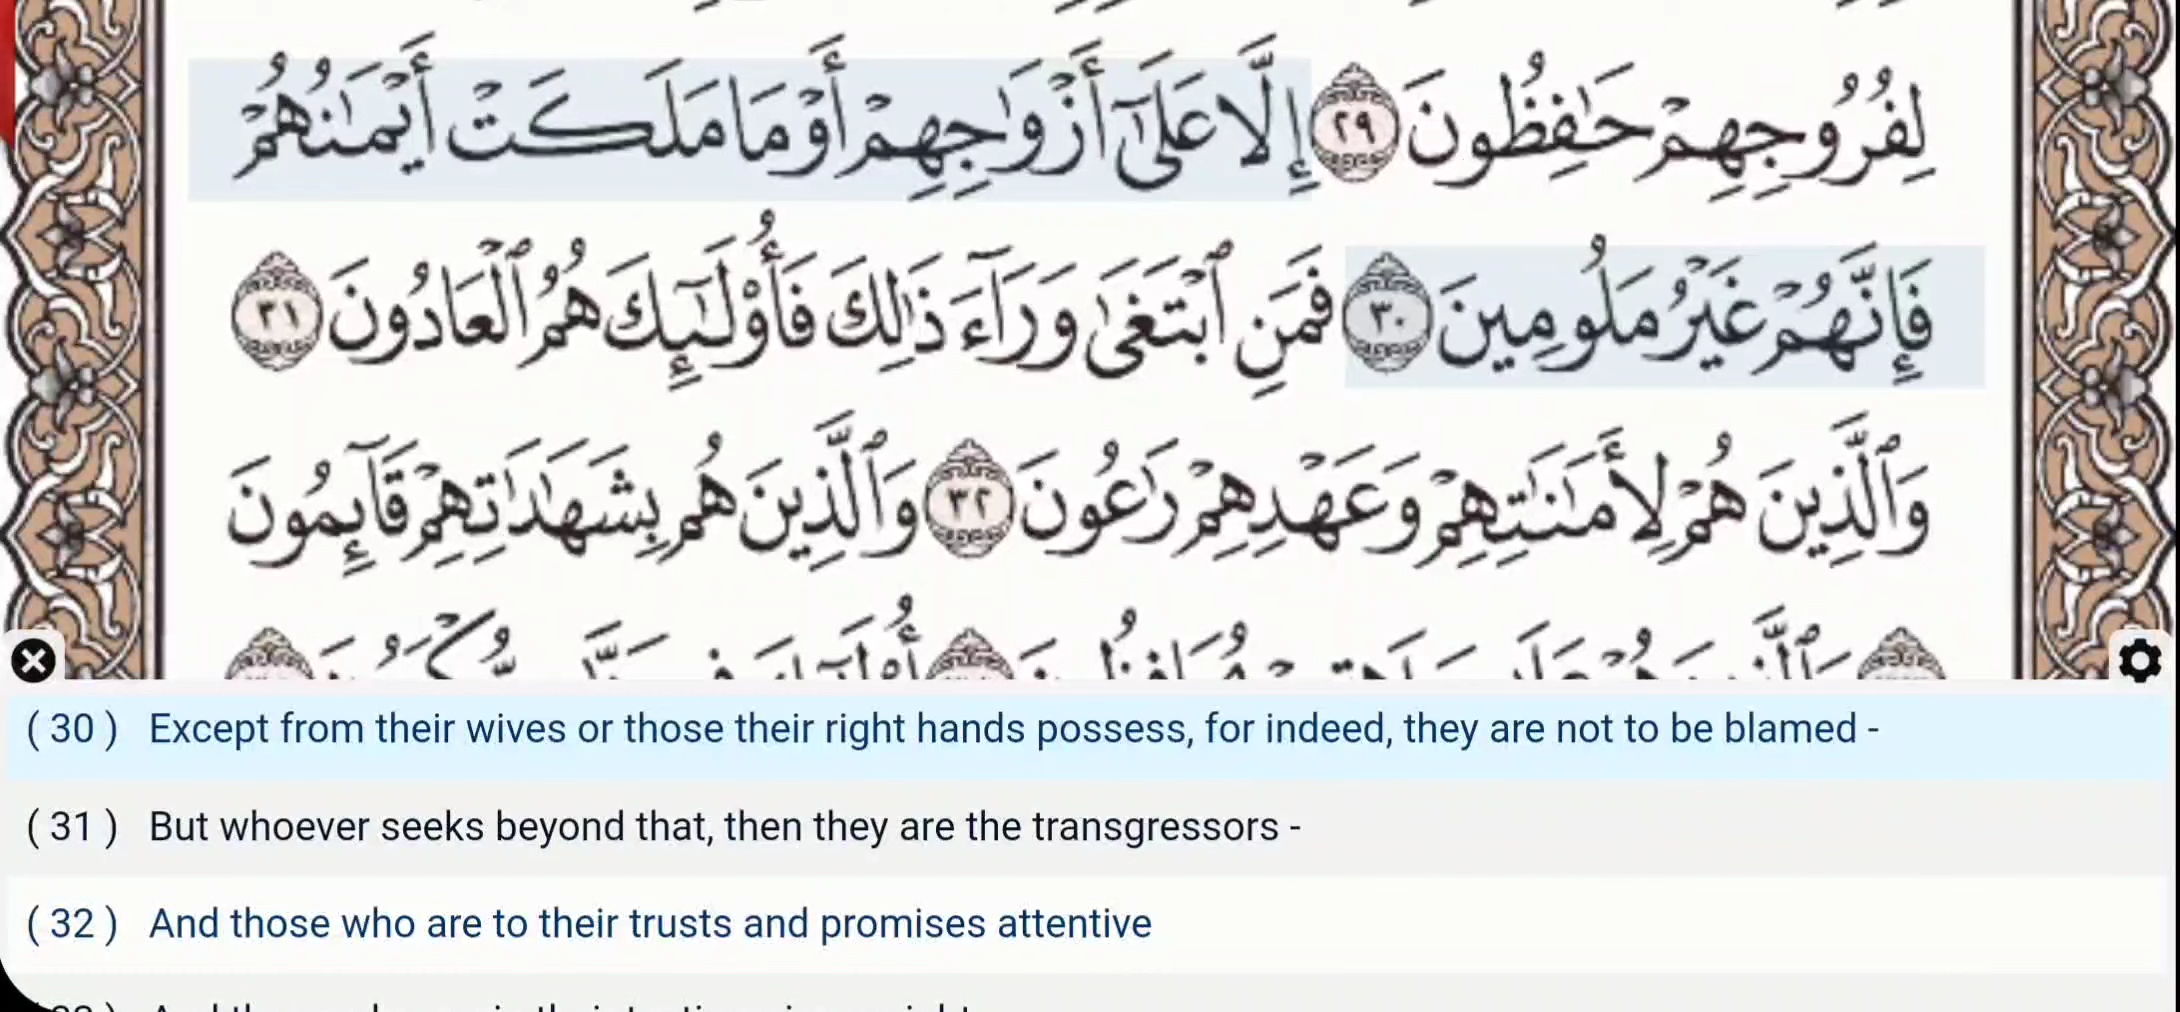 لِفُرُوجِهِمْ حَٰفِظُونَ ٢٩ إِلَّا عَلَىٰٓ أَزْوَٰجِهِمْ أَوْ مَا مَلَكَتْ أَيْمَٰنُهُمْ
فَإِنَّهُمْ غَيْرُ مَلُومِينَ ٣٠ فَمَنِ ٱبْتَغَىٰ وَرَآءَ ذَٰلِكَ فَأُو۟لَٰٓئِكَ هُمُ ٱلْعَادُونَ ٣١
وَٱلَّذِينَ هُمْ لِأَمَٰنَٰتِهِمْ وَعَهْدِهِمْ رَٰعُونَ ٣٢ وَٱلَّذِينَ هُم بِشَهَٰدَٰتِهِمْ قَآئِمُونَ
( 30 ) Except from their wives or those their right hands possess, for indeed, they are not to be blamed -
( 31 ) But whoever seeks beyond that, then they are the transgressors -
( 32 ) And those who are to their trusts and promises attentive